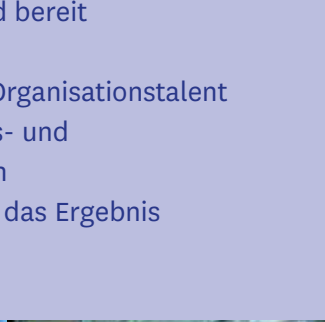 bereit
Organisationstalent
- und
das Ergebnis